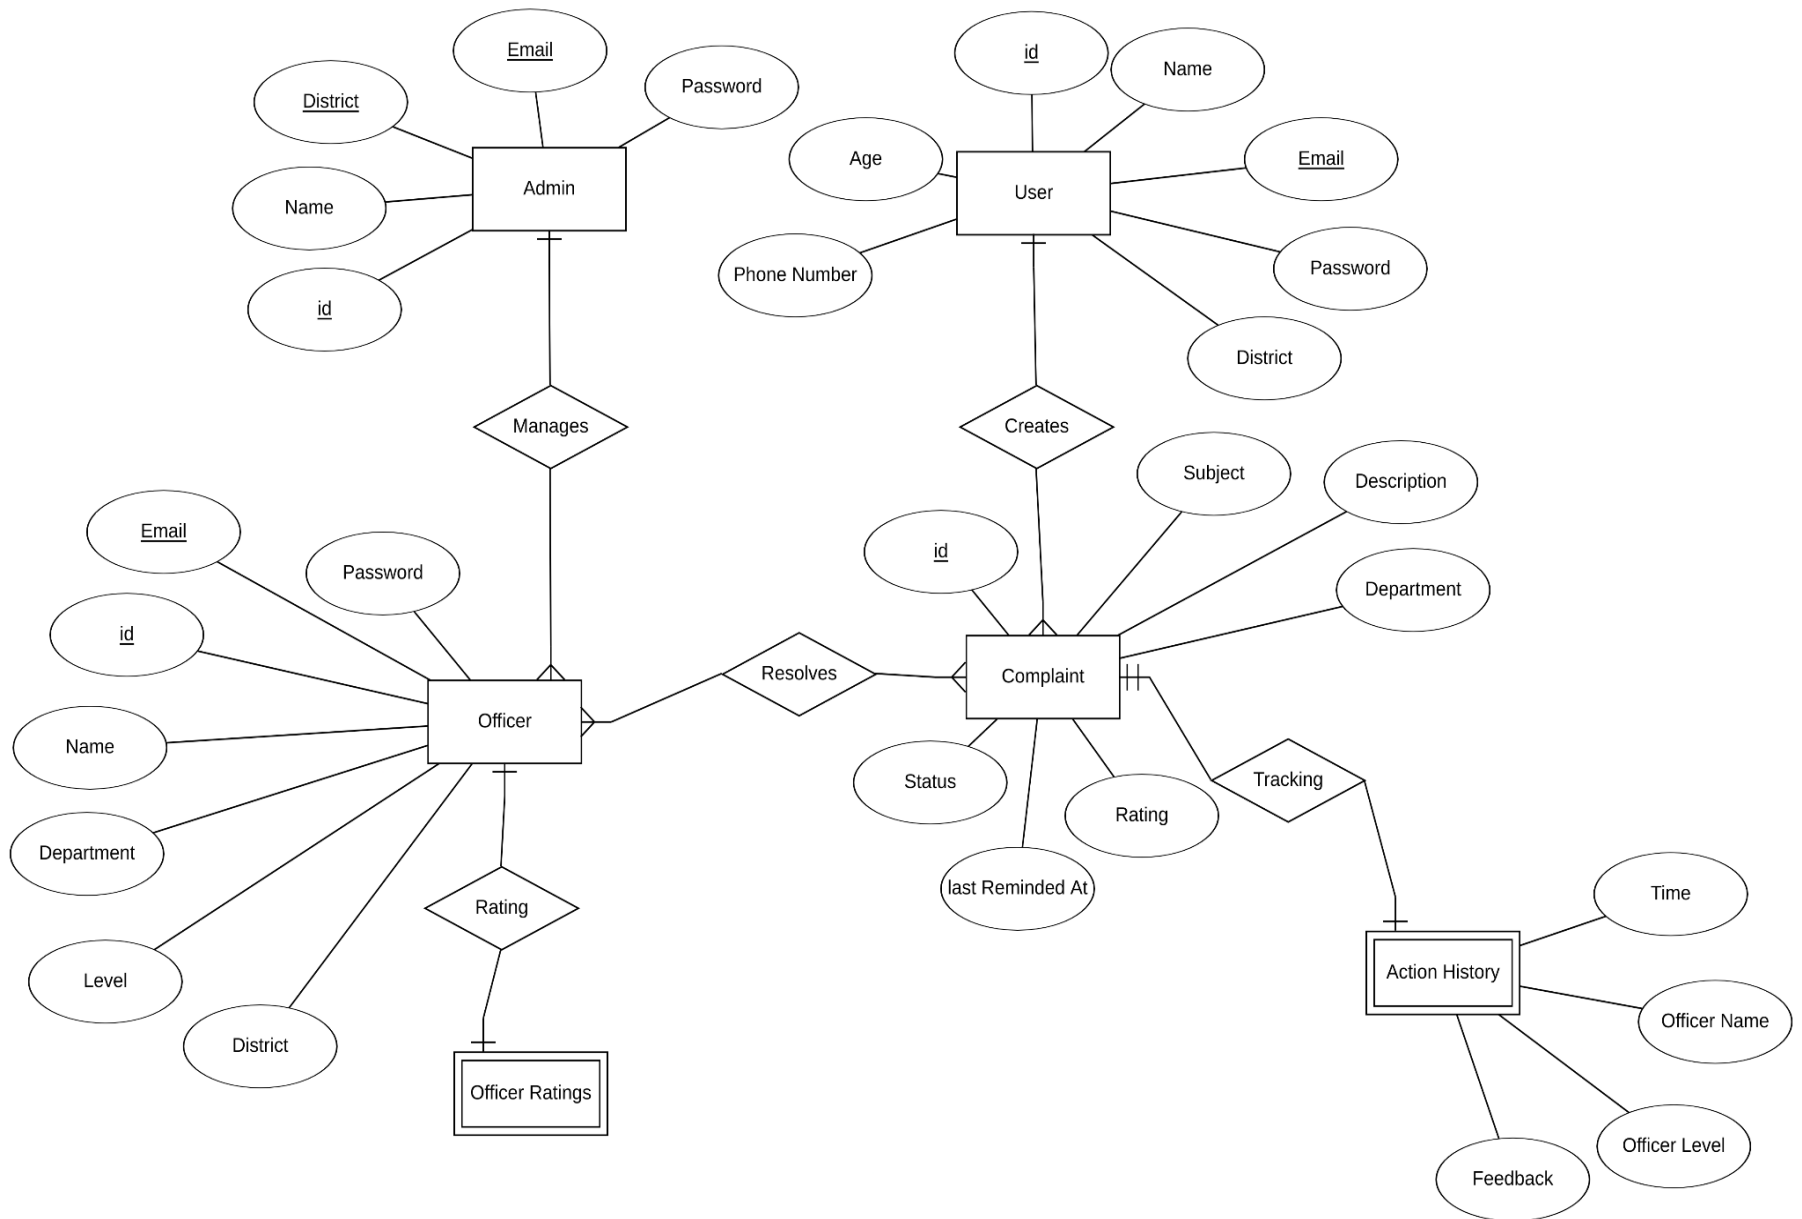 Email
id
Name
Password
District
Age
Email
Admin
User
Name
Password
Phone Number
id
District
Manages
Creates
Subject
Description
Email
id
Password
Department
id
Resolves
Complaint
Officer
Name
Status
Tracking
Rating
Department
last Reminded At
Time
Rating
Action History
Level
Officer Name
District
Officer Ratings
Officer Level
Feedback